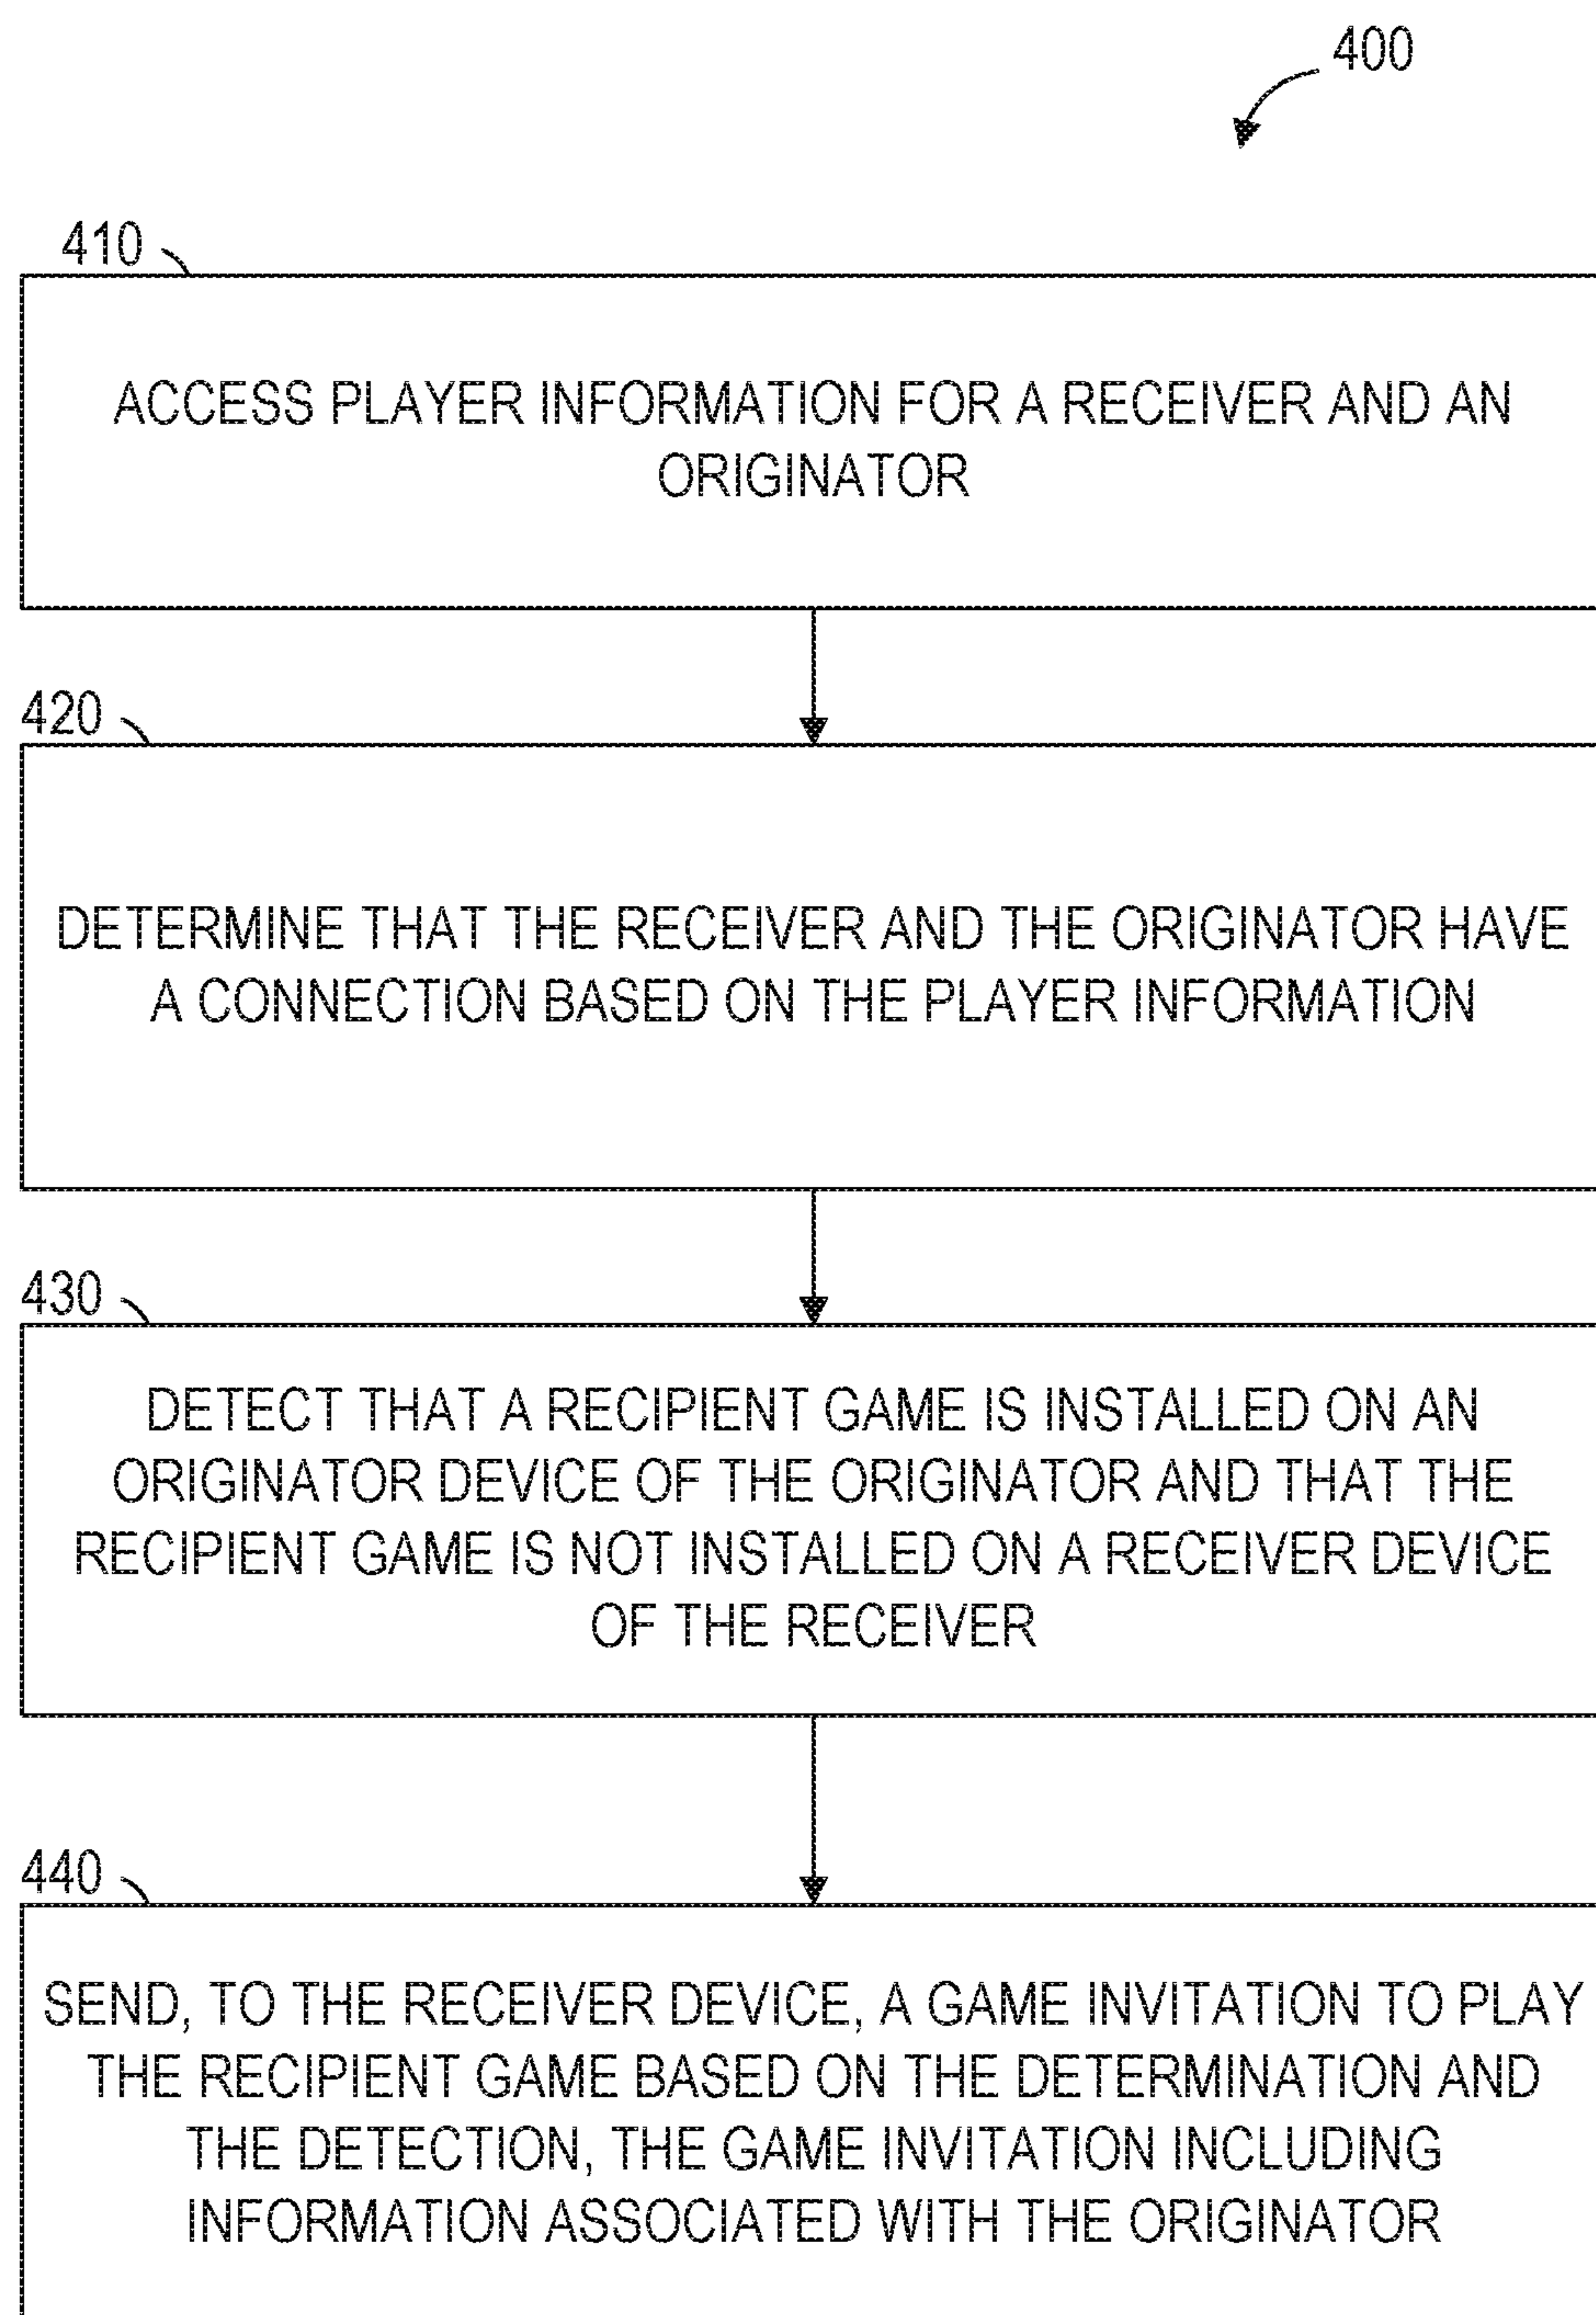 400
410
ACCESS PLAYER INFORMATION FOR A RECEIVER AND AN
ORIGINATOR
420
DETERMINE THAT THE RECEIVER AND THE ORIGINATOR HAVE
A CONNECTION BASED ON THE PLAYER INFORMATION
430
DETECT THAT A RECIPIENT GAME IS INSTALLED ON AN
ORIGINATOR DEVICE OF THE ORIGINATOR AND THAT THE
RECIPIENT GAME IS NOT INSTALLED ON A RECEIVER DEVICE
OF THE RECEIVER
440
SEND, TO THE RECEIVER DEVICE, A GAME INVITATION TO PLAY
THE RECIPIENT GAME BASED ON THE DETERMINATION AND
THE DETECTION, THE GAME INVITATION INCLUDING
INFORMATION ASSOCIATED WITH THE ORIGINATOR